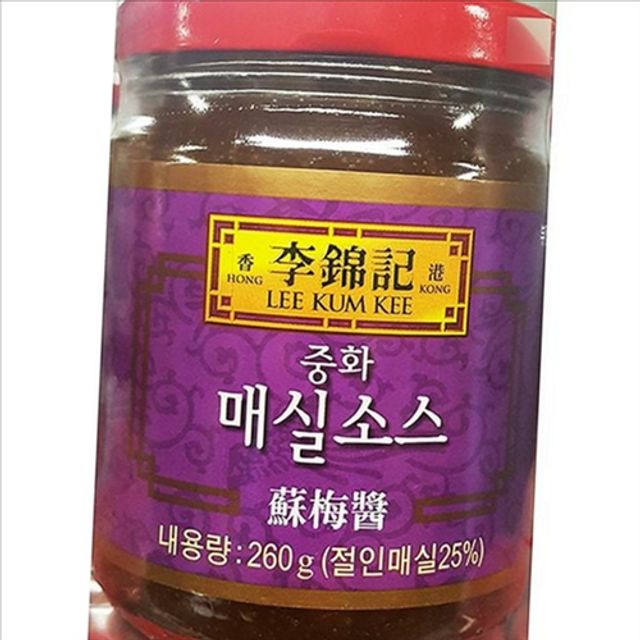 香 李錦記 港
HONG LEE KUM KEE KONG
중화
매실소스
蘇梅醬
내용량 : 260 g (절인매실25%)